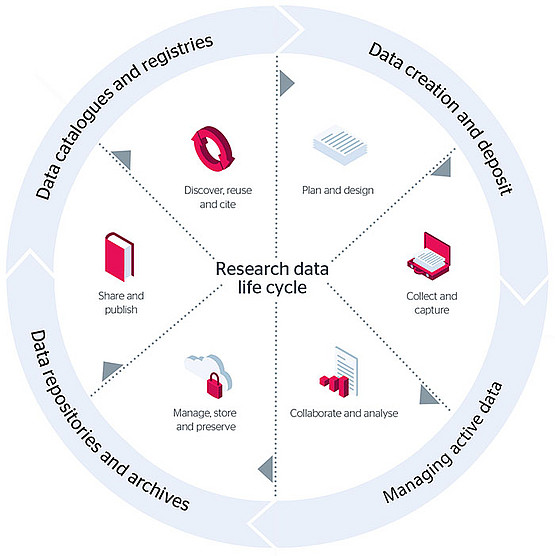 Data catalogues and registries
Data creation and deposit
Discover, reuse
and cite
Plan and design
Research data
life cycle
Share and
publish
Collect and
capture
Manage, store
and preserve
Collaborate and analyse
Data repositories and archives
Managing active data